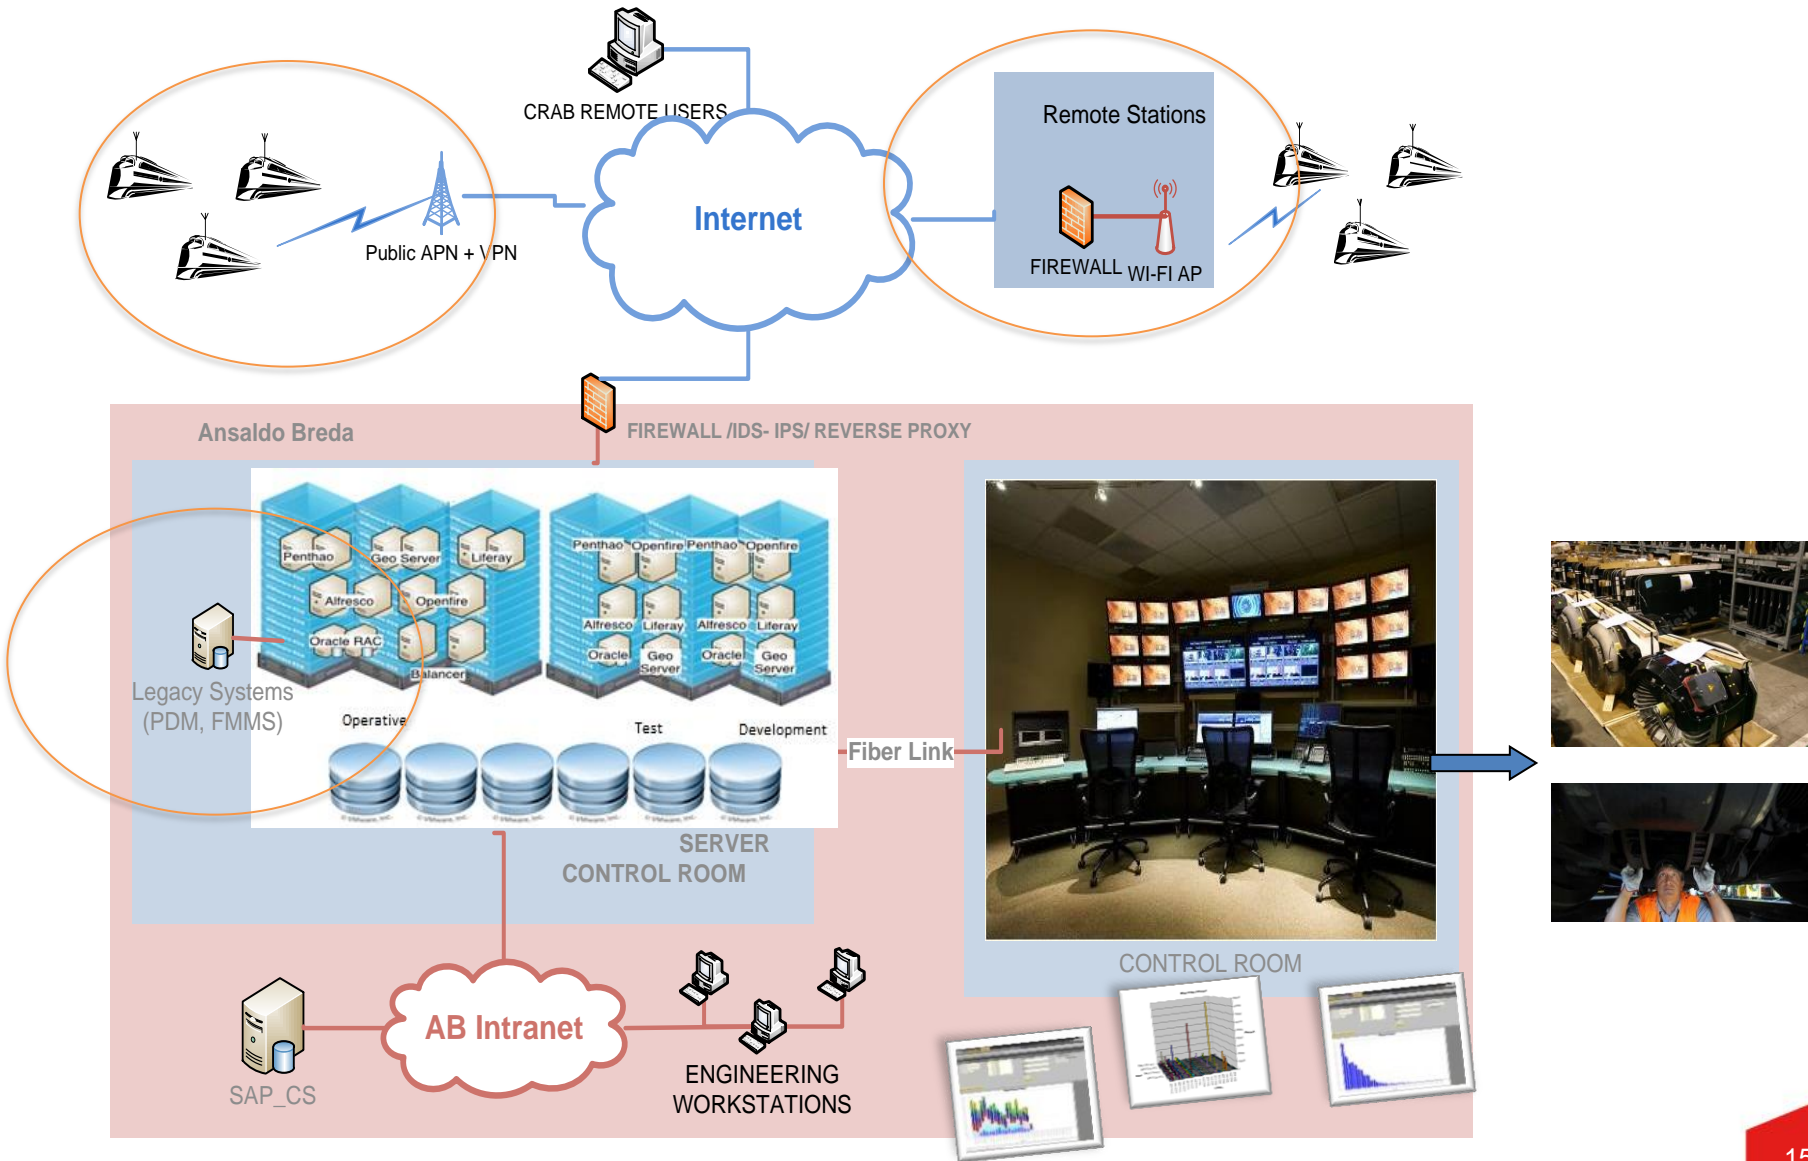 CRAB REMOTE USERS
Remote Stations
Internet
Public APN + VPN
FIREWALL
WI-FI AP
Ansaldo Breda
FIREWALL /IDS- IPS/ REVERSE PROXY
Penthao
Geo Server
Liferay
Alfresco
Openfire
Oracle RAC
Balancer
Penthao
Openfire
Penthao
Openfire
Alfresco
Liferay
Alfresco
Liferay
Oracle
Geo
Server
Oracle
Geo
Server
Legacy Systems
(PDM, FMMS)
Operative
Test
Development
Fiber Link
SERVER
CONTROL ROOM
CONTROL ROOM
AB Intranet
SAP_CS
ENGINEERING
WORKSTATIONS
15